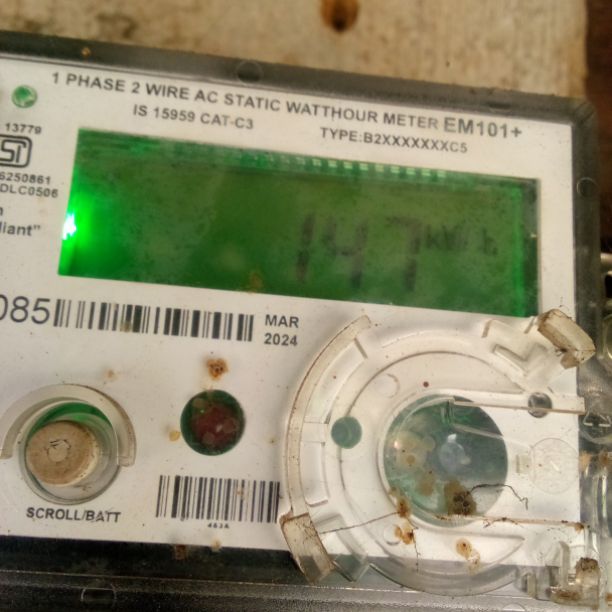 1 PHASE 2 WIRE AC STATIC WATTHOUR METER EM101+
IS 15959 CAT-C3
TYPE:B2XXXXXXXC5
13779
6250861
DLC0506
liant"
147 kWh
085
MAR
2024
SCROLL/BATT